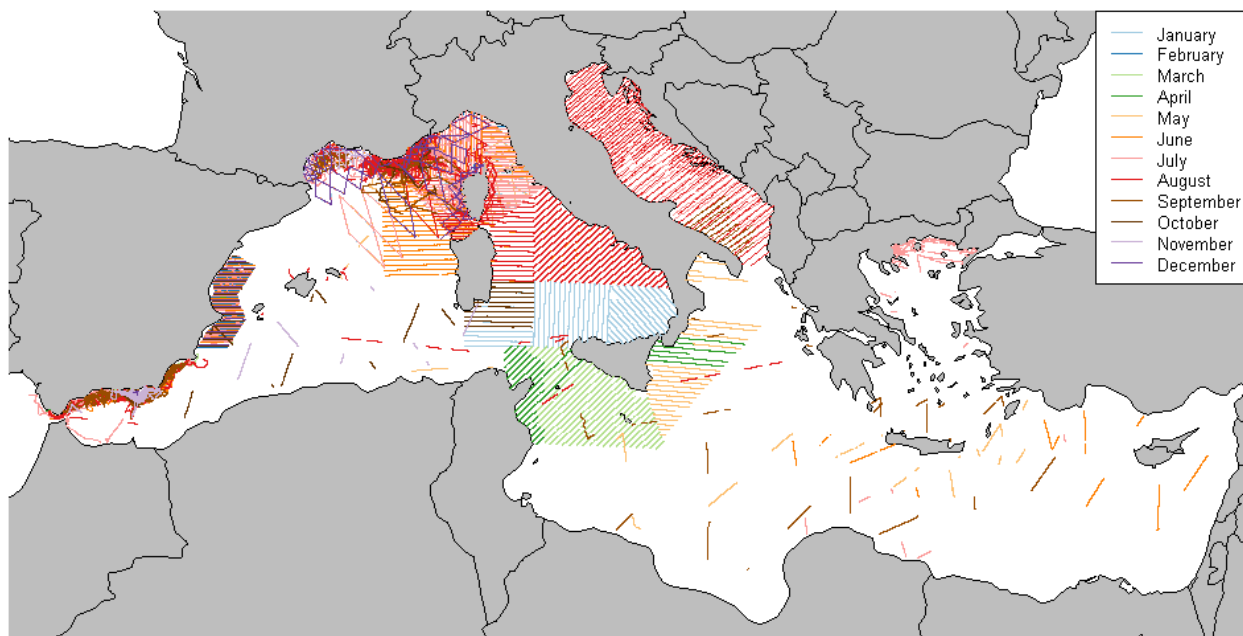 January
February
March
April
May
June
July
August
September
October
November
December